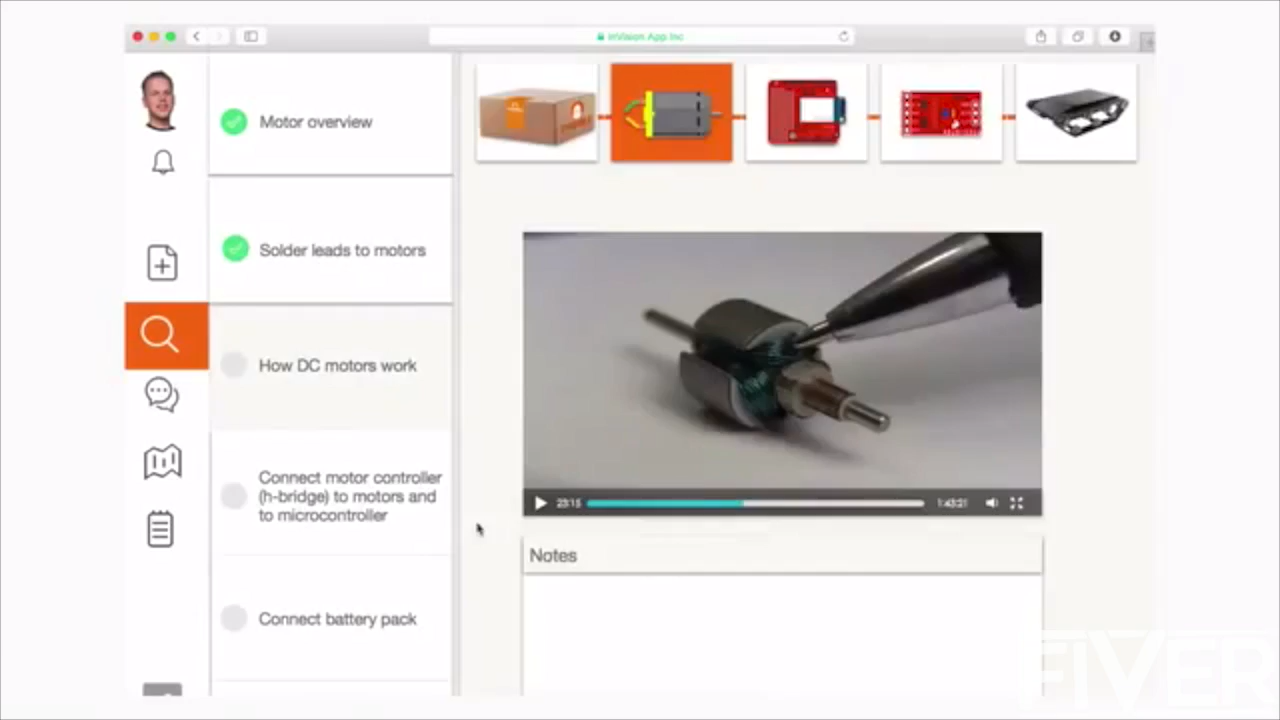 InVision App Inc
Motor overview
Solder leads to motors
How DC motors work
Connect motor controller
(h-bridge) to motors and
to microcontroller
Connect battery pack
23:15
1:43:21
Notes
FIVER